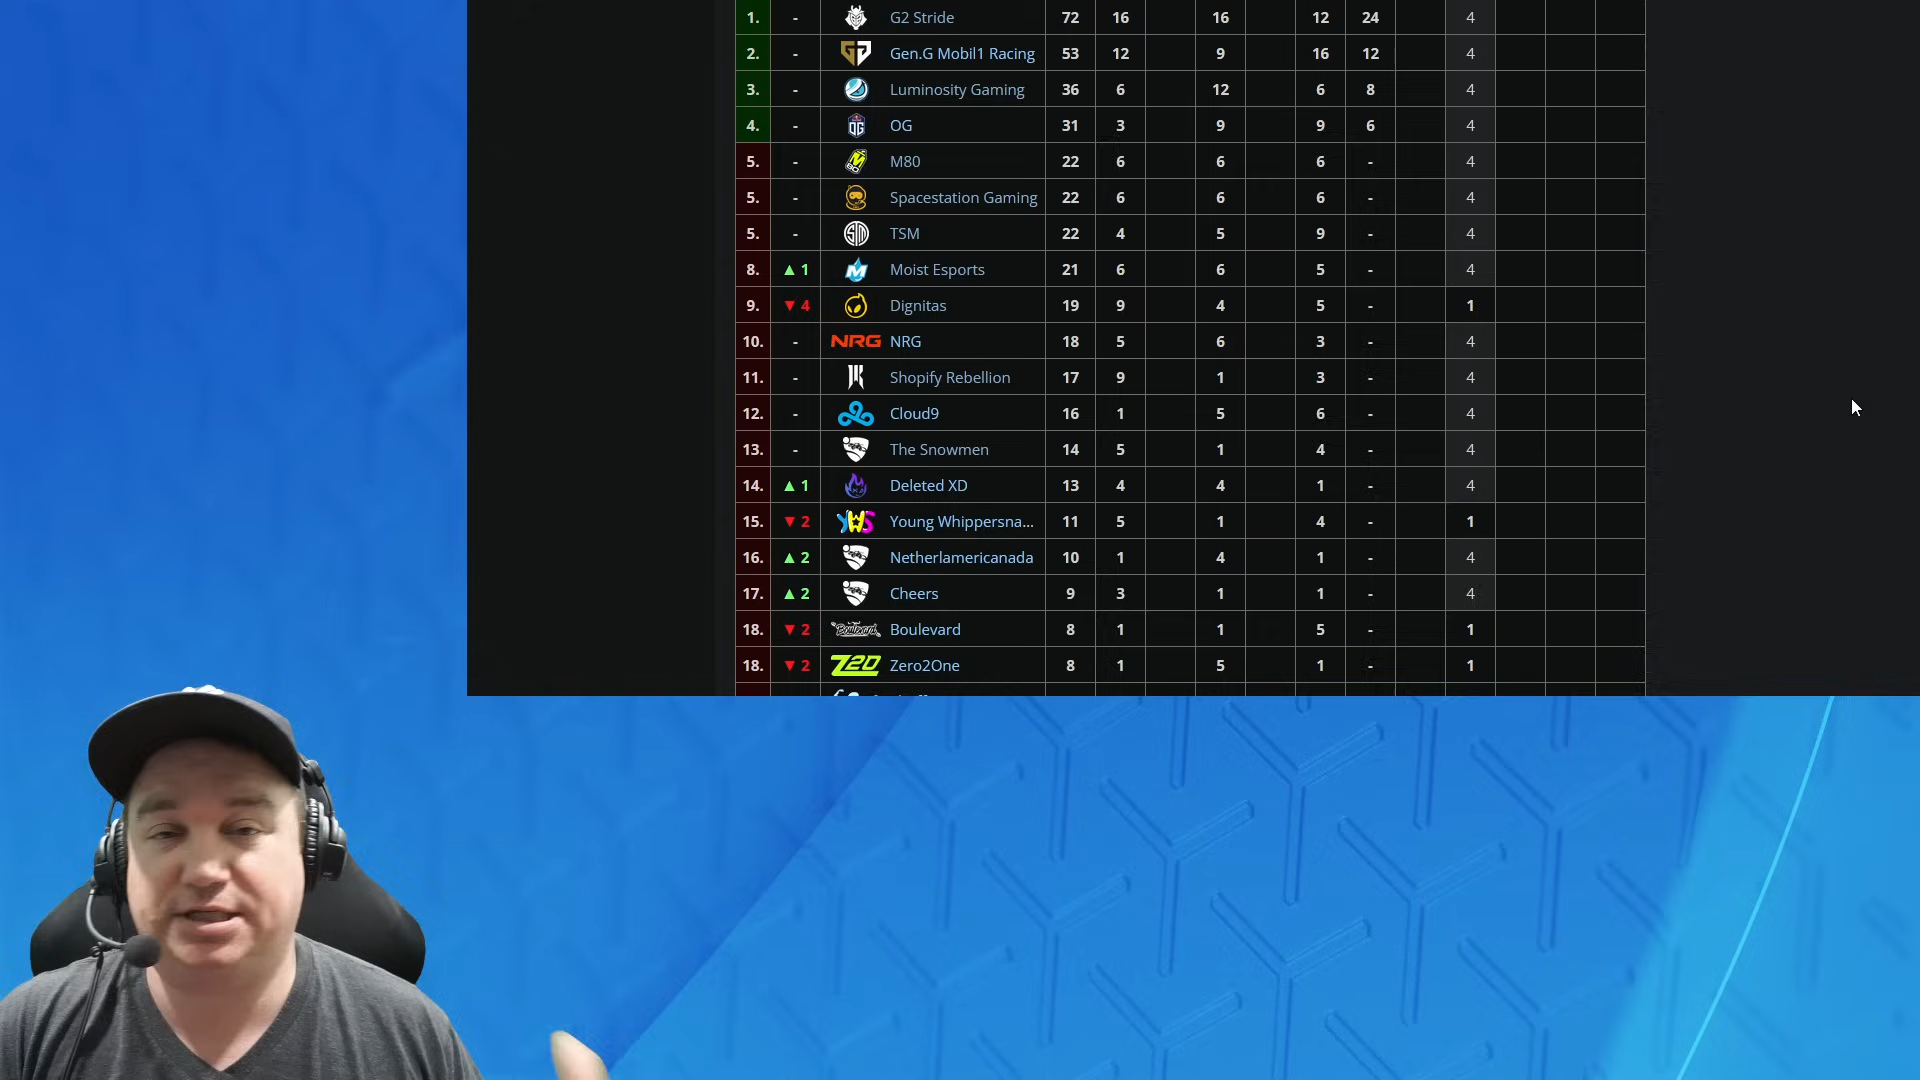 1. - G2 Stride 72 16 16 12 24 4
2. - Gen.G Mobil1 Racing 53 12 9 16 12 4
3. - Luminosity Gaming 36 6 12 6 8 4
4. - OG OG 31 3 9 9 6 4
5. - M80 22 6 6 6 - 4
5. - Spacestation Gaming 22 6 6 6 - 4
5. - TSM TSM 22 4 5 9 - 4
8. ▲ 1 M Moist Esports 21 6 6 5 - 4
9. ▼ 4 Dignitas 19 9 4 5 - 1
10. - NRG NRG 18 5 6 3 - 4
11. - Shopify Rebellion 17 9 1 3 - 4
12. - Cloud9 16 1 5 6 - 4
13. - The Snowmen 14 5 1 4 - 4
14. ▲ 1 Deleted XD 13 4 4 1 - 4
15. ▼ 2 YWS Young Whippersna... 11 5 1 4 - 1
16. ▲ 2 Netherlamericanada 10 1 4 1 - 4
17. ▲ 2 Cheers 9 3 1 1 - 4
18. ▼ 2 Boulevard Boulevard 8 1 1 5 - 1
18. ▼ 2 Z2O Zero2One 8 1 5 1 - 1